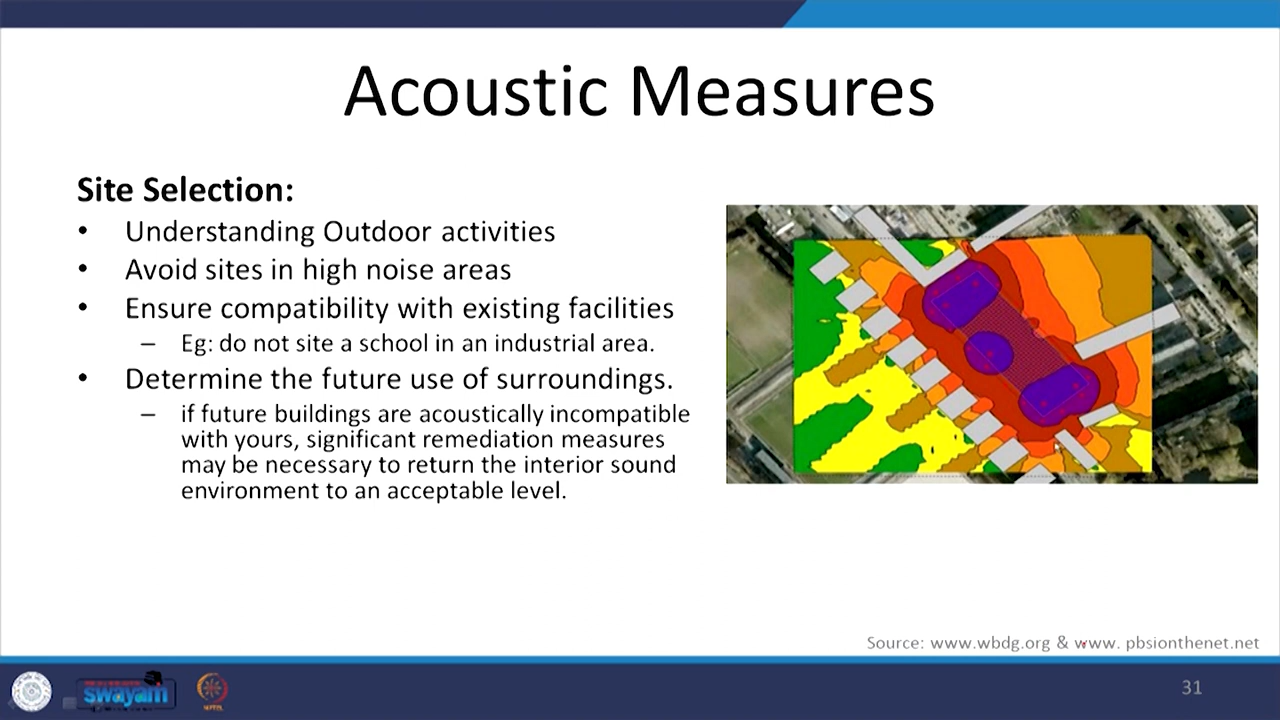 Acoustic Measures
Site Selection:
• Understanding Outdoor activities
• Avoid sites in high noise areas
• Ensure compatibility with existing facilities
– Eg: do not site a school in an industrial area.
• Determine the future use of surroundings.
– if future buildings are acoustically incompatible
with yours, significant remediation measures
may be necessary to return the interior sound
environment to an acceptable level.
Source: www.wbdg.org & www. pbsionthenet.net
swayam
31